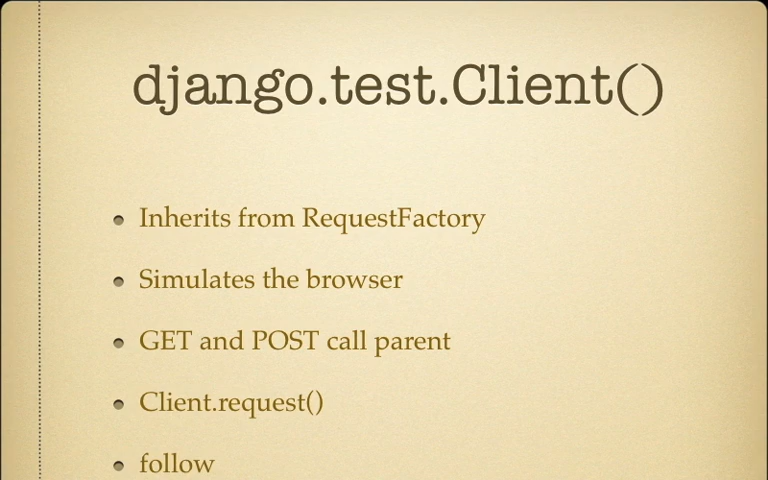 django.test.Client()
Inherits from RequestFactory
Simulates the browser
GET and POST call parent
Client.request()
follow